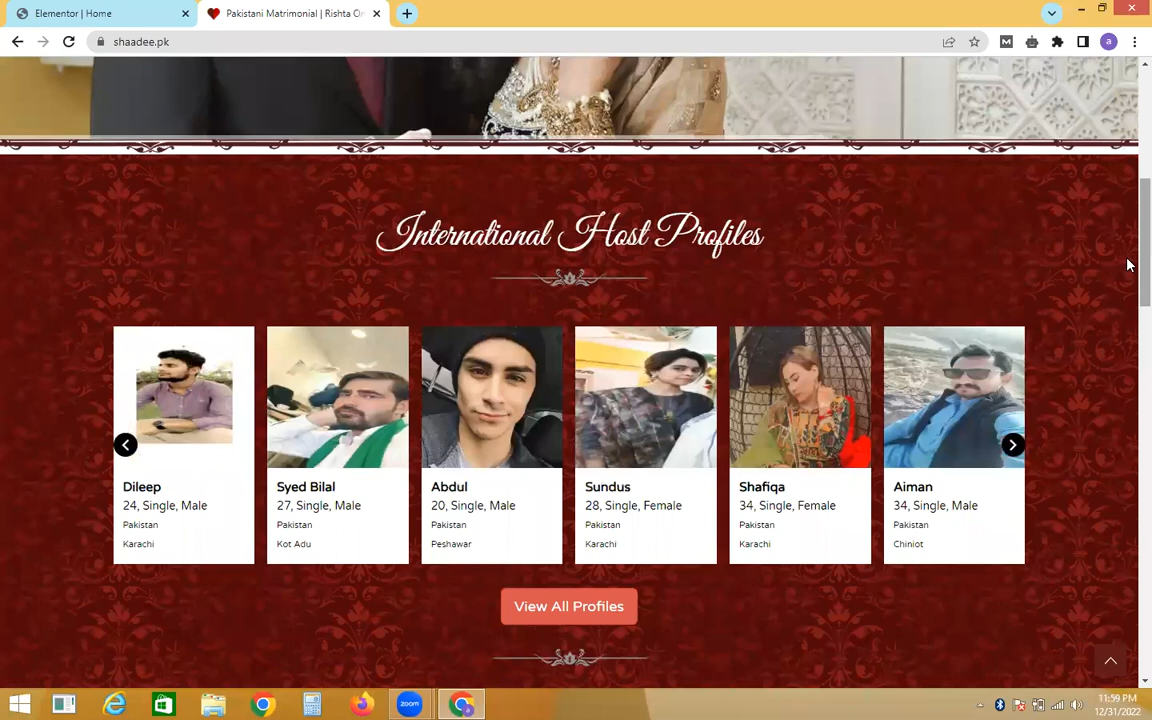 Elementor | Home
Pakistani Matrimonial | Rishta On
shaadee.pk
a
International Host Profiles
Dileep
24, Single, Male
Pakistan
Karachi
Syed Bilal
27, Single, Male
Pakistan
Kot Adu
Abdul
20, Single, Male
Pakistan
Peshawar
Sundus
28, Single, Female
Pakistan
Karachi
Shafiqa
34, Single, Female
Pakistan
Karachi
Aiman
34, Single, Male
Pakistan
Chiniot
View All Profiles
zoom
11:59 PM
12/31/2022